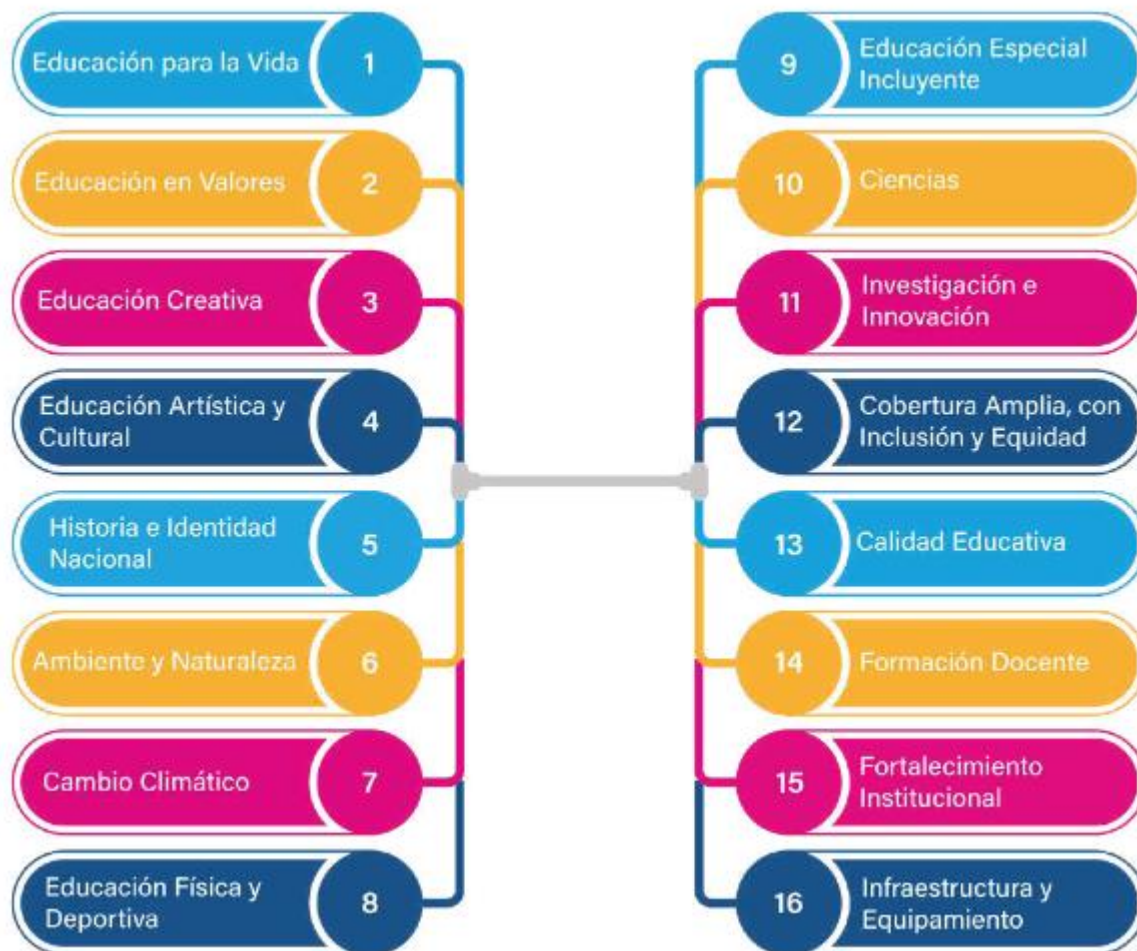 Educación para la Vida
1
Educación en Valores
2
Educación Creativa
3
Educación Artística y
Cultural
4
Historia e Identidad
Nacional
5
Ambiente y Naturaleza
6
Cambio Climático
7
Educación Física y
Deportiva
8
9
Educación Especial
Incluyente
10
Ciencias
11
Investigación e
Innovación
12
Cobertura Amplia, con
Inclusión y Equidad
13
Calidad Educativa
14
Formación Docente
15
Fortalecimiento
Institucional
16
Infraestructura y
Equipamiento